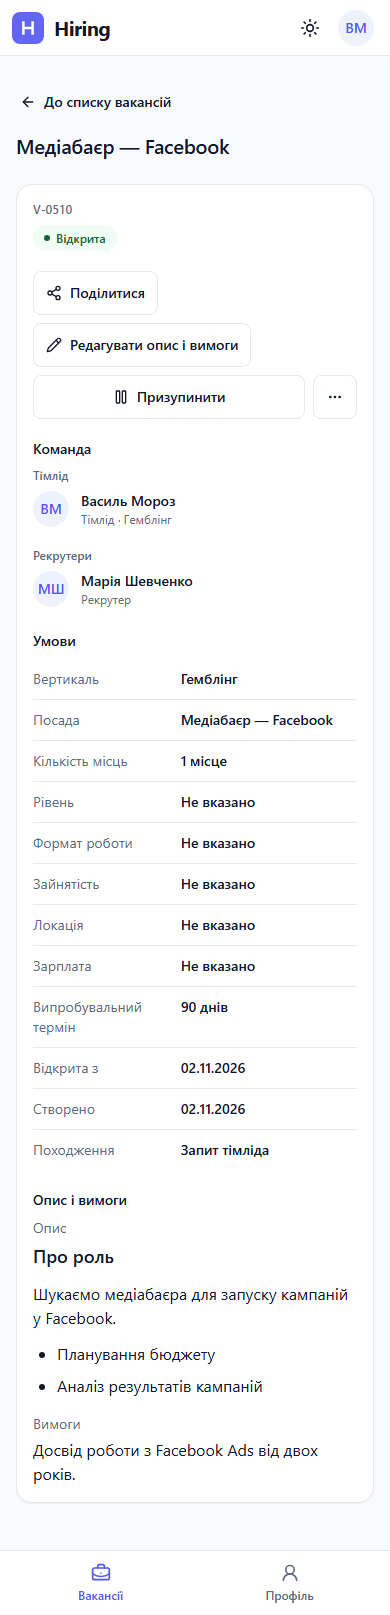 H Hiring
ВМ
До списку вакансій
Медіабаєр — Facebook
V-0510
Відкрита
Поділитися
Редагувати опис і вимоги
Призупинити
Команда
Тімлід
ВМ
Василь Мороз
Тімлід · Гемблінг
Рекрутери
МШ
Марія Шевченко
Рекрутер
Умови
Вертикаль Гемблінг
Посада Медіабаєр — Facebook
Кількість місць 1 місце
Рівень Не вказано
Формат роботи Не вказано
Зайнятість Не вказано
Локація Не вказано
Зарплата Не вказано
Випробувальний 90 днів
термін
Відкрита з 02.11.2026
Створено 02.11.2026
Походження Запит тімліда
Опис і вимоги
Опис
Про роль
Шукаємо медіабаєра для запуску кампаній
у Facebook.
• Планування бюджету
• Аналіз результатів кампаній
Вимоги
Досвід роботи з Facebook Ads від двох
років.
Вакансії Профіль